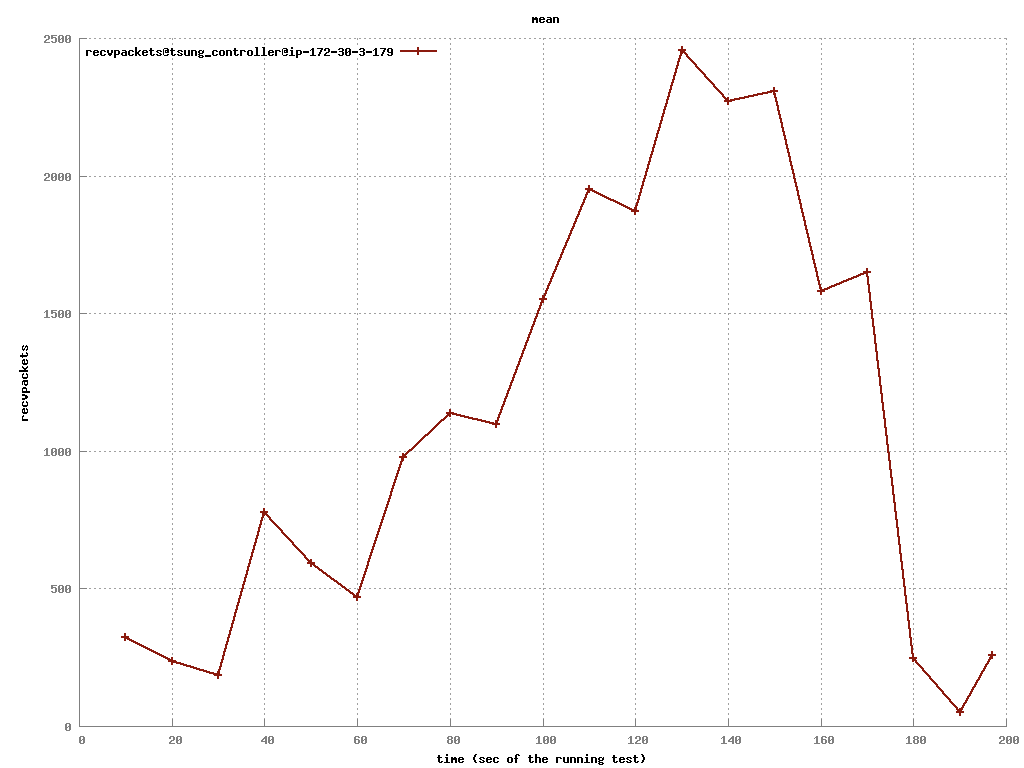 mean
2500
recvpackets@tsung_controller@ip-172-30-3-179
2000
1500
recvpackets
1000
500
0
0 20 40 60 80 100 120 140 160 180 200
time (sec of the running test)